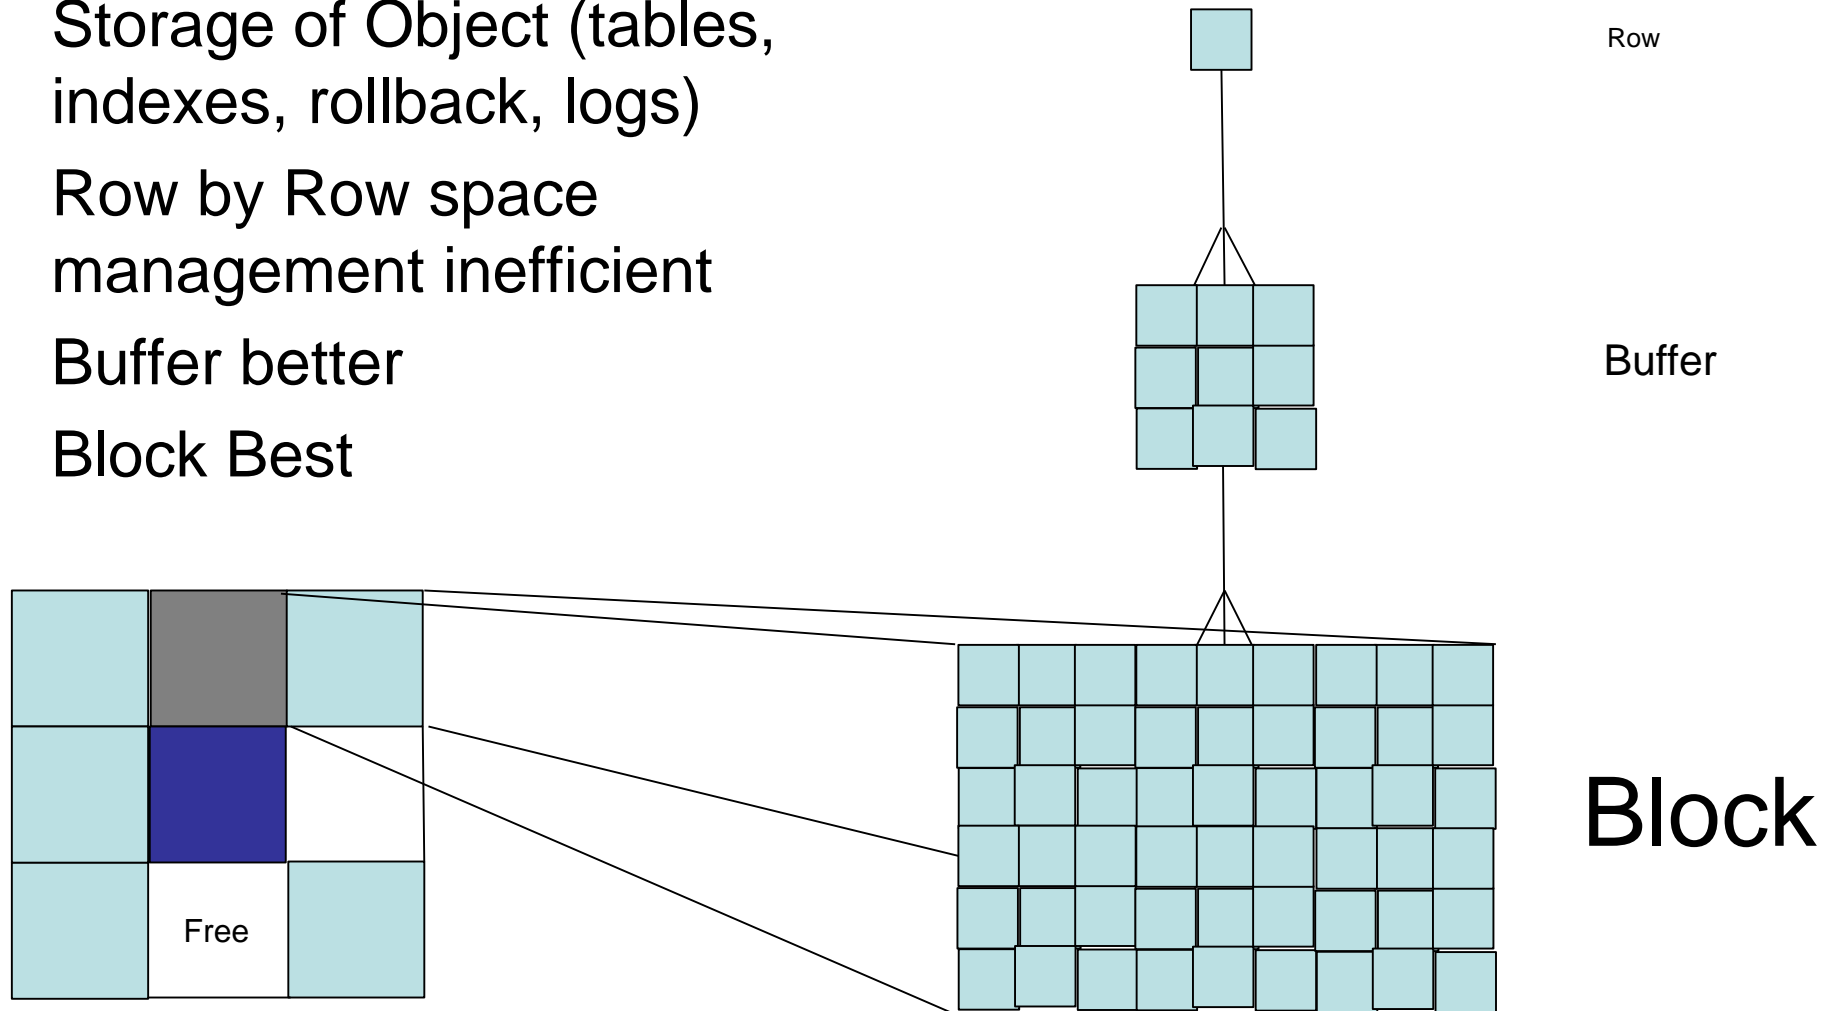 Storage of Object (tables,
indexes, rollback, logs)
Row by Row space
management inefficient
Buffer better
Block Best
Row
Buffer
Block
Free